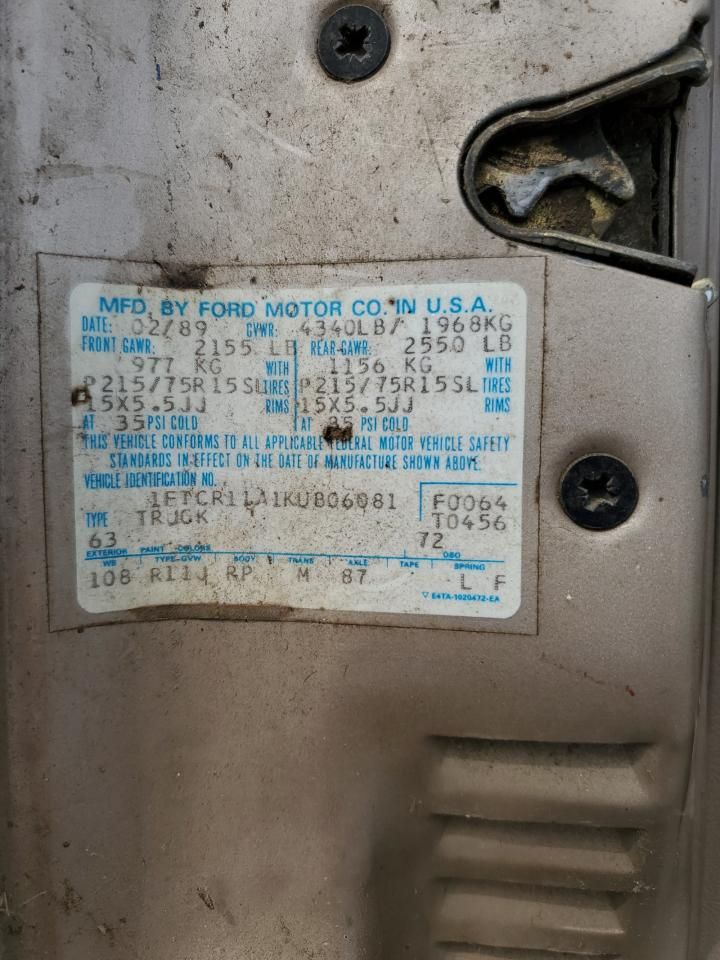 MFD. BY FORD MOTOR CO. IN U.S.A.
DATE: 02/89 GVWR: 4340LB/ 1968KG
FRONT GAWR: 2155 LB REAR GAWR: 2550 LB
977 KG WITH 1156 KG WITH
P215/75R15SL TIRES P215/75R15SL TIRES
15X5.5JJ RIMS 15X5.5JJ RIMS
AT 35 PSI COLD AT 35 PSI COLD
THIS VEHICLE CONFORMS TO ALL APPLICABLE FEDERAL MOTOR VEHICLE SAFETY
STANDARDS IN EFFECT ON THE DATE OF MANUFACTURE SHOWN ABOVE.
VEHICLE IDENTIFICATION NO.
1FTCR11A1KUB06081 F0064
TYPE TRUCK T0456
63 72
EXTERIOR PAINT COLORS DSO
WB TYPE-GVW BODY TRANS AXLE TAPE SPRING
108 RP M 87 L F
▽ E4TA-1020472-EA